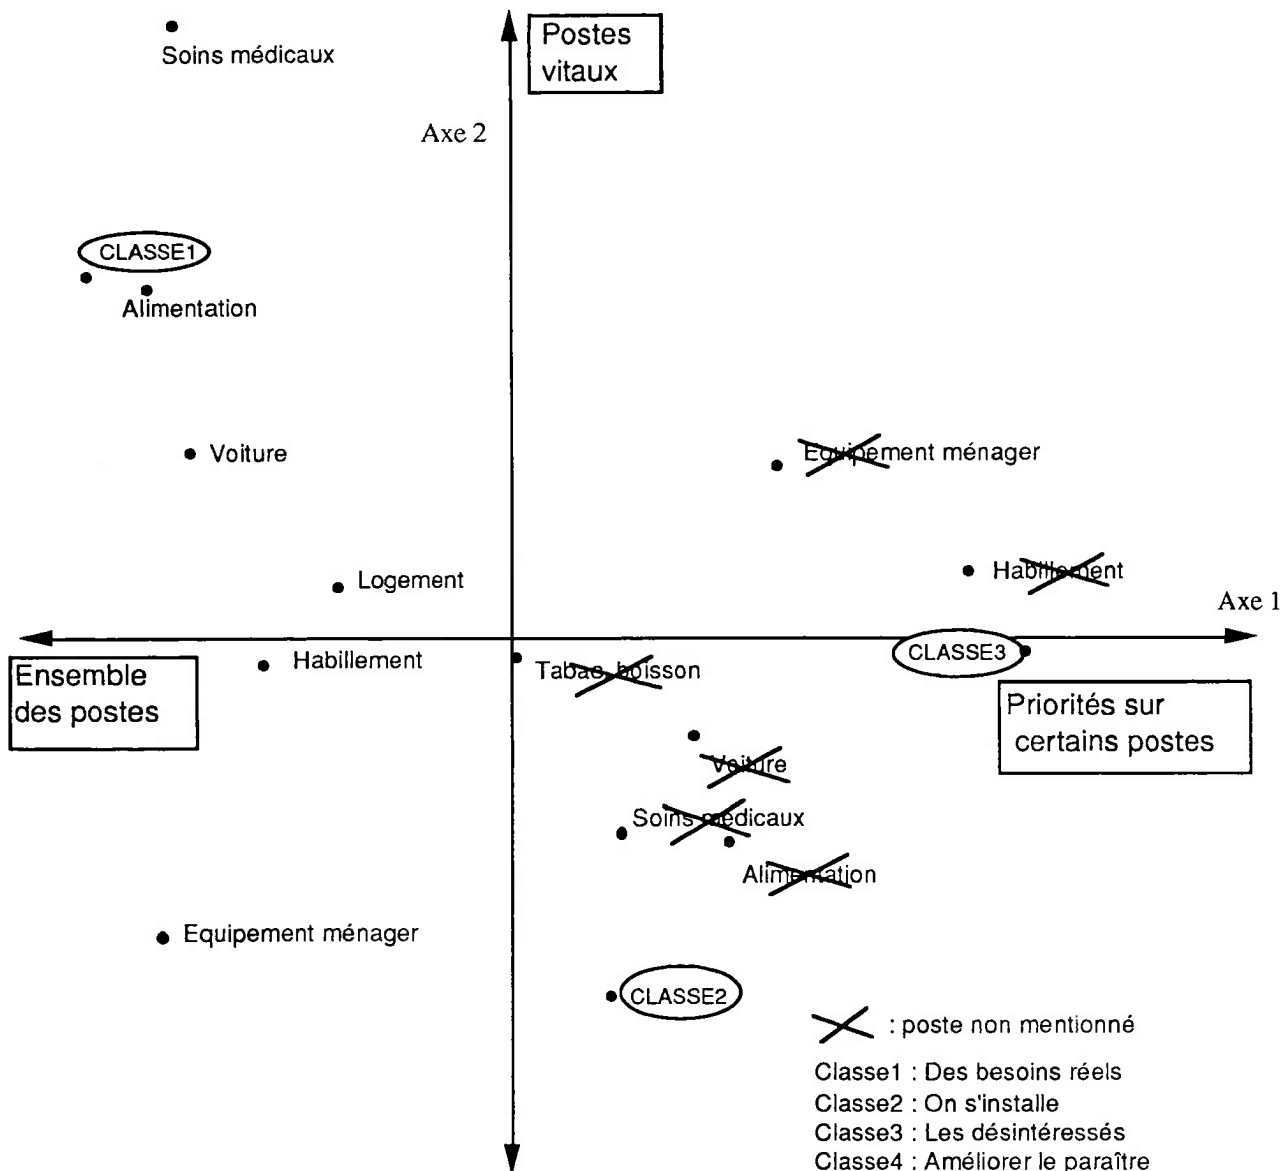 Postes
vitaux
Soins médicaux
Axe 2
CLASSE1
Alimentation
Voiture
Equipement ménager
Logement
Habillement
Axe 1
Habillement
CLASSE3
Ensemble
des postes
Tabac, boisson
Priorités sur
certains postes
Voiture
Soins médicaux
Alimentation
Equipement ménager
CLASSE2
: poste non mentionné
Classe1 : Des besoins réels
Classe2 : On s'installe
Classe3 : Les désintéressés
Classe4 : Améliorer le paraître